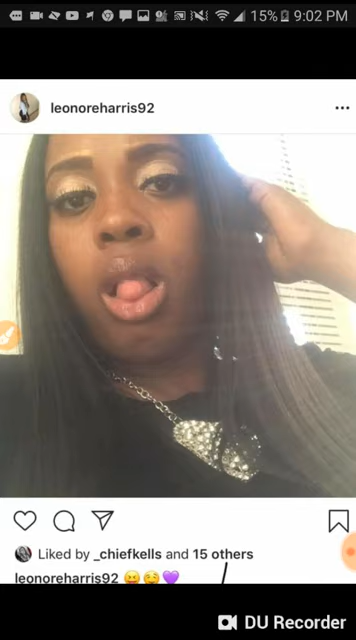 15% 9:02 PM
leonoreharris92
Liked by _chiefkells and 15 others
leonoreharris92 😝🤤💜
DU Recorder